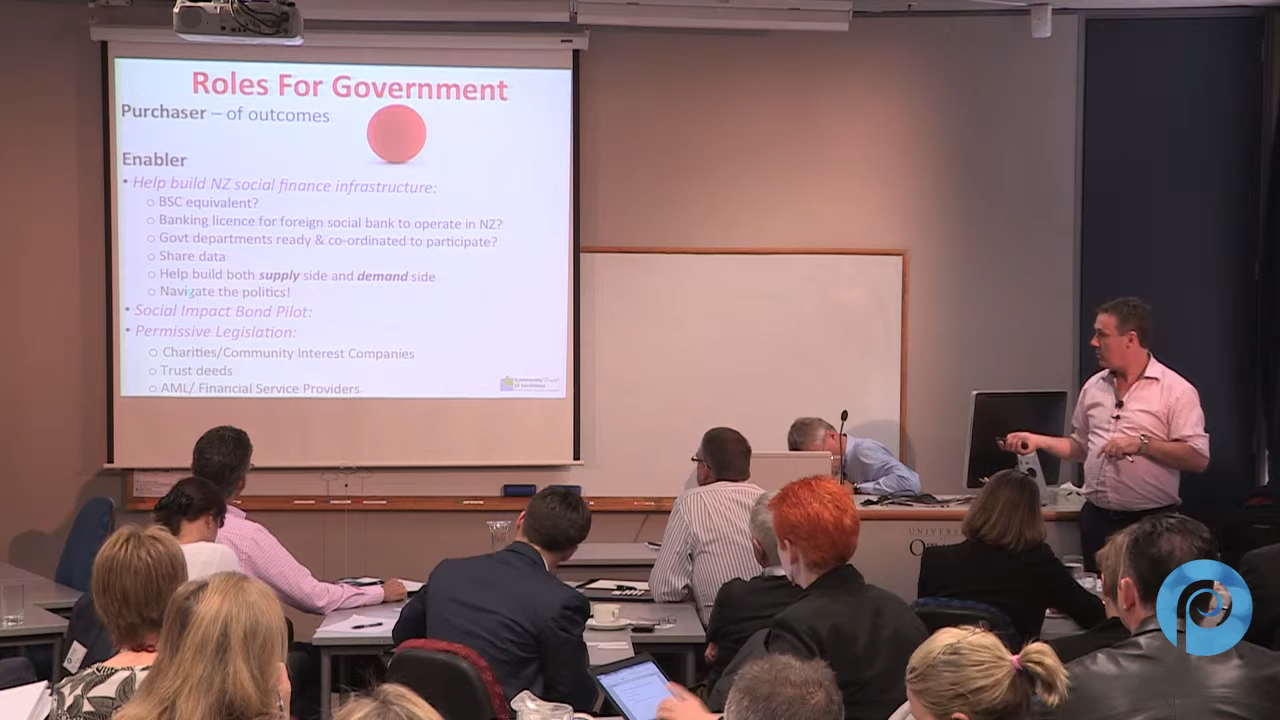 Roles For Government
Purchaser – of outcomes
Enabler
• Help build NZ social finance infrastructure:
o BSC equivalent?
o Banking licence for foreign social bank to operate in NZ?
o Govt departments ready & co-ordinated to participate?
o Share data
o Help build both supply side and demand side
o Navigate the politics!
• Social Impact Bond Pilot:
• Permissive Legislation:
o Charities/Community Interest Companies
o Trust deeds
o AML/ Financial Service Providers
Community Trust